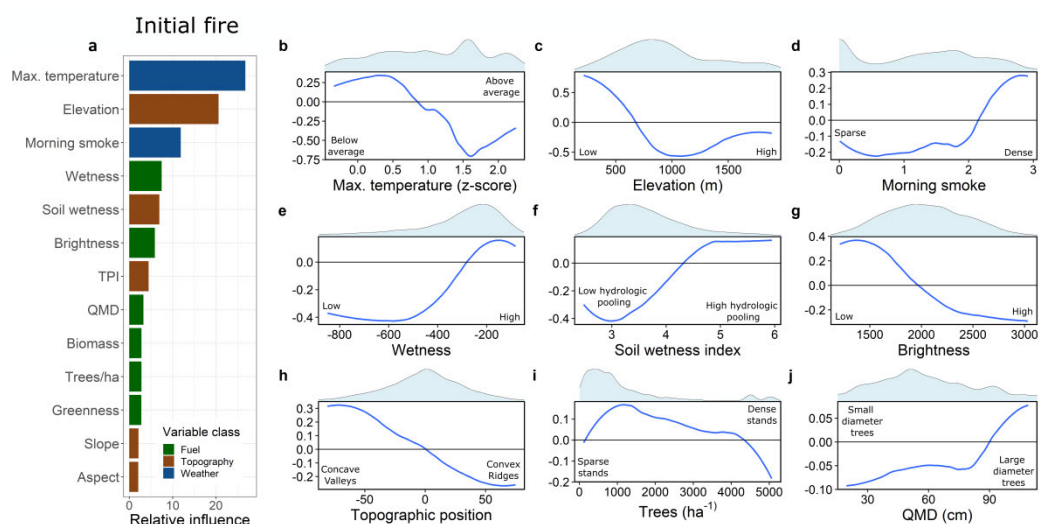 Initial fire
a
Max. temperature
Elevation
Morning smoke
Wetness
Soil wetness
Brightness
TPI
QMD
Biomass
Trees/ha
Greenness
Slope
Aspect
Variable class
Fuel
Topography
Weather
0 10 20
Relative influence
b
0.25
0.00
-0.25
-0.50
-0.75
Above
average
Below
average
0.0 0.5 1.0 1.5 2.0
Max. temperature (z-score)
c
0.5
0.0
-0.5
Low High
500 1000 1500
Elevation (m)
d
0.3
0.2
0.1
0.0
-0.1
-0.2
Sparse
Dense
0 1 2 3
Morning smoke
e
0.0
-0.2
-0.4
Low
High
-800 -600 -400 -200
Wetness
f
0.0
-0.2
-0.4
Low hydrologic
pooling
High hydrologic
pooling
3 4 5 6
Soil wetness index
g
0.4
0.2
0.0
-0.2
Low High
1500 2000 2500 3000
Brightness
h
0.3
0.2
0.1
0.0
-0.1
-0.2
Concave
Valleys
Convex
Ridges
-50 0 50
Topographic position
i
0.1
0.0
-0.1
-0.2
Dense
stands
Sparse
stands
0 1000 2000 3000 4000 5000
Trees (ha⁻¹)
j
0.05
0.00
-0.05
-0.10
Small
diameter
trees
Large
diameter
trees
30 60 90
QMD (cm)